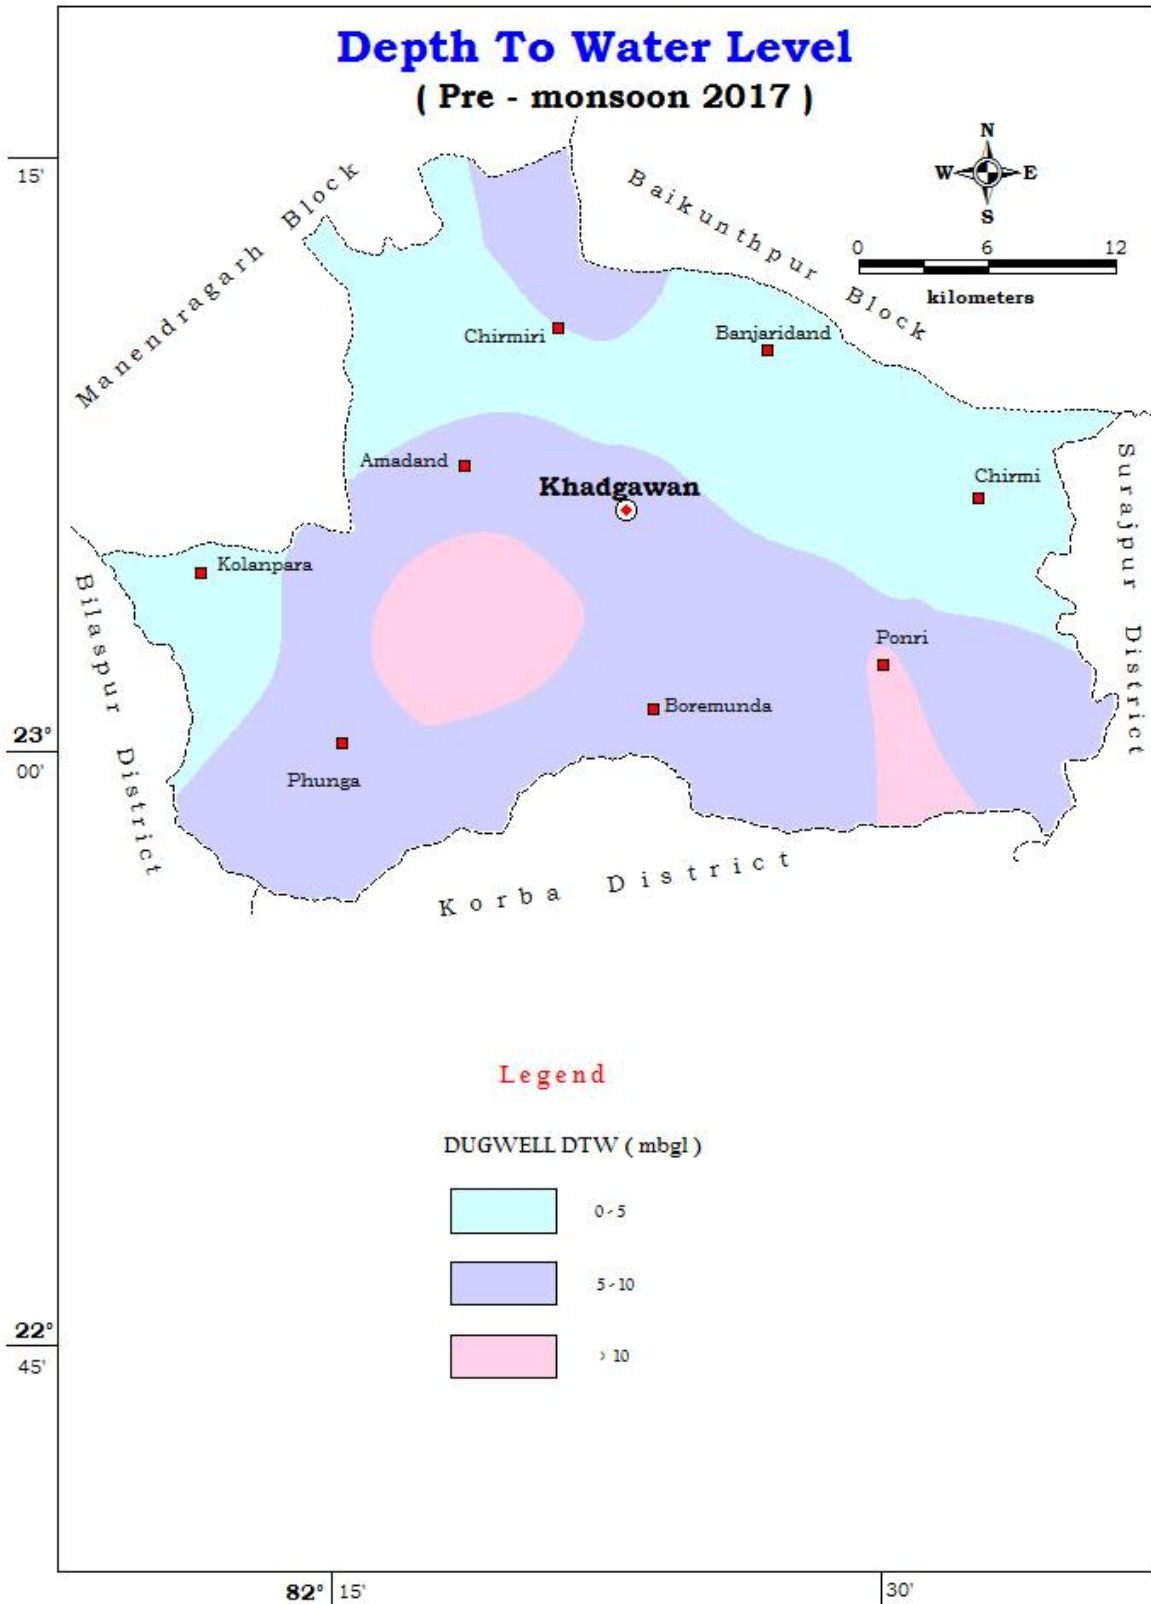 Depth To Water Level
( Pre - monsoon 2017 )
N
W E
S
15'
Manendragarh Block
Baikunthpur Block
0 6 12
kilometers
Chirmiri
Banjaridand
Amadand
Khadgawan
Chirmi
Surajpur District
Kolanpara
Bilaspur District
Ponri
Boremunda
23°
00'
Phunga
Korba District
Legend
DUGWELL DTW ( mbgl )
0 - 5
5 - 10
> 10
22°
45'
82° 15' 30'